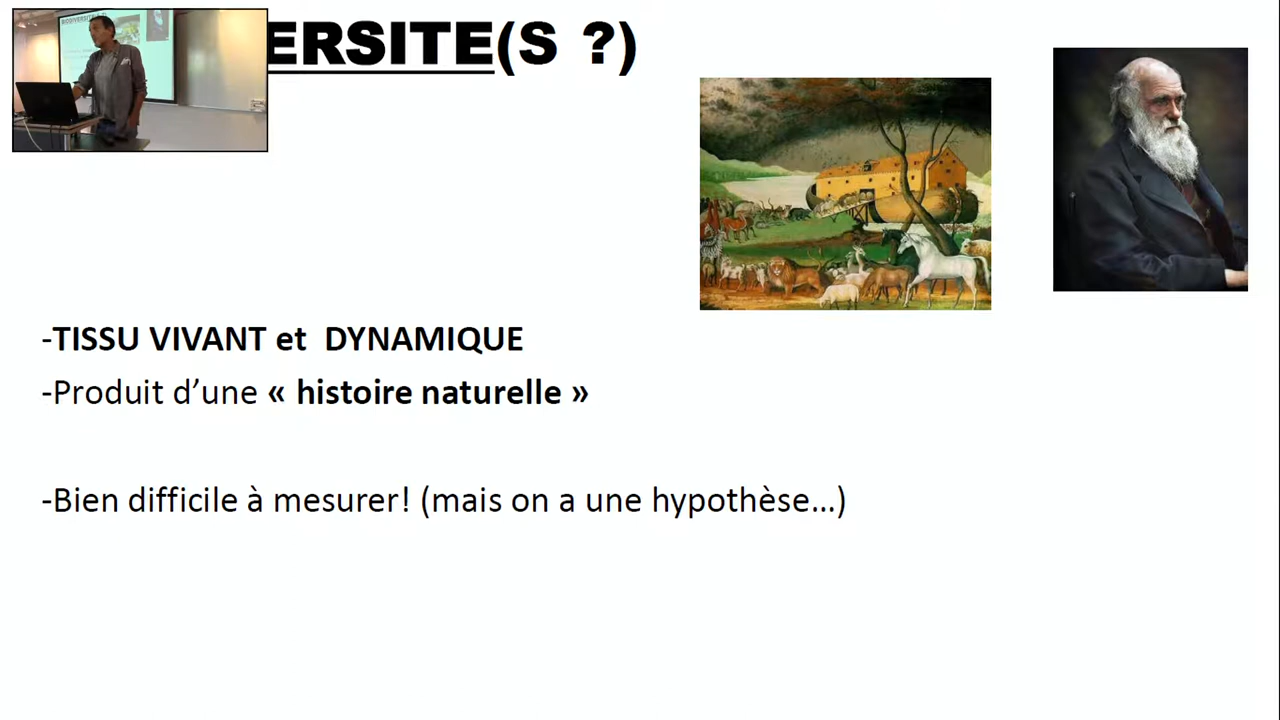 ERSITE(S ?)
-TISSU VIVANT et DYNAMIQUE
-Produit d’une « histoire naturelle »
-Bien difficile à mesurer! (mais on a une hypothèse…)